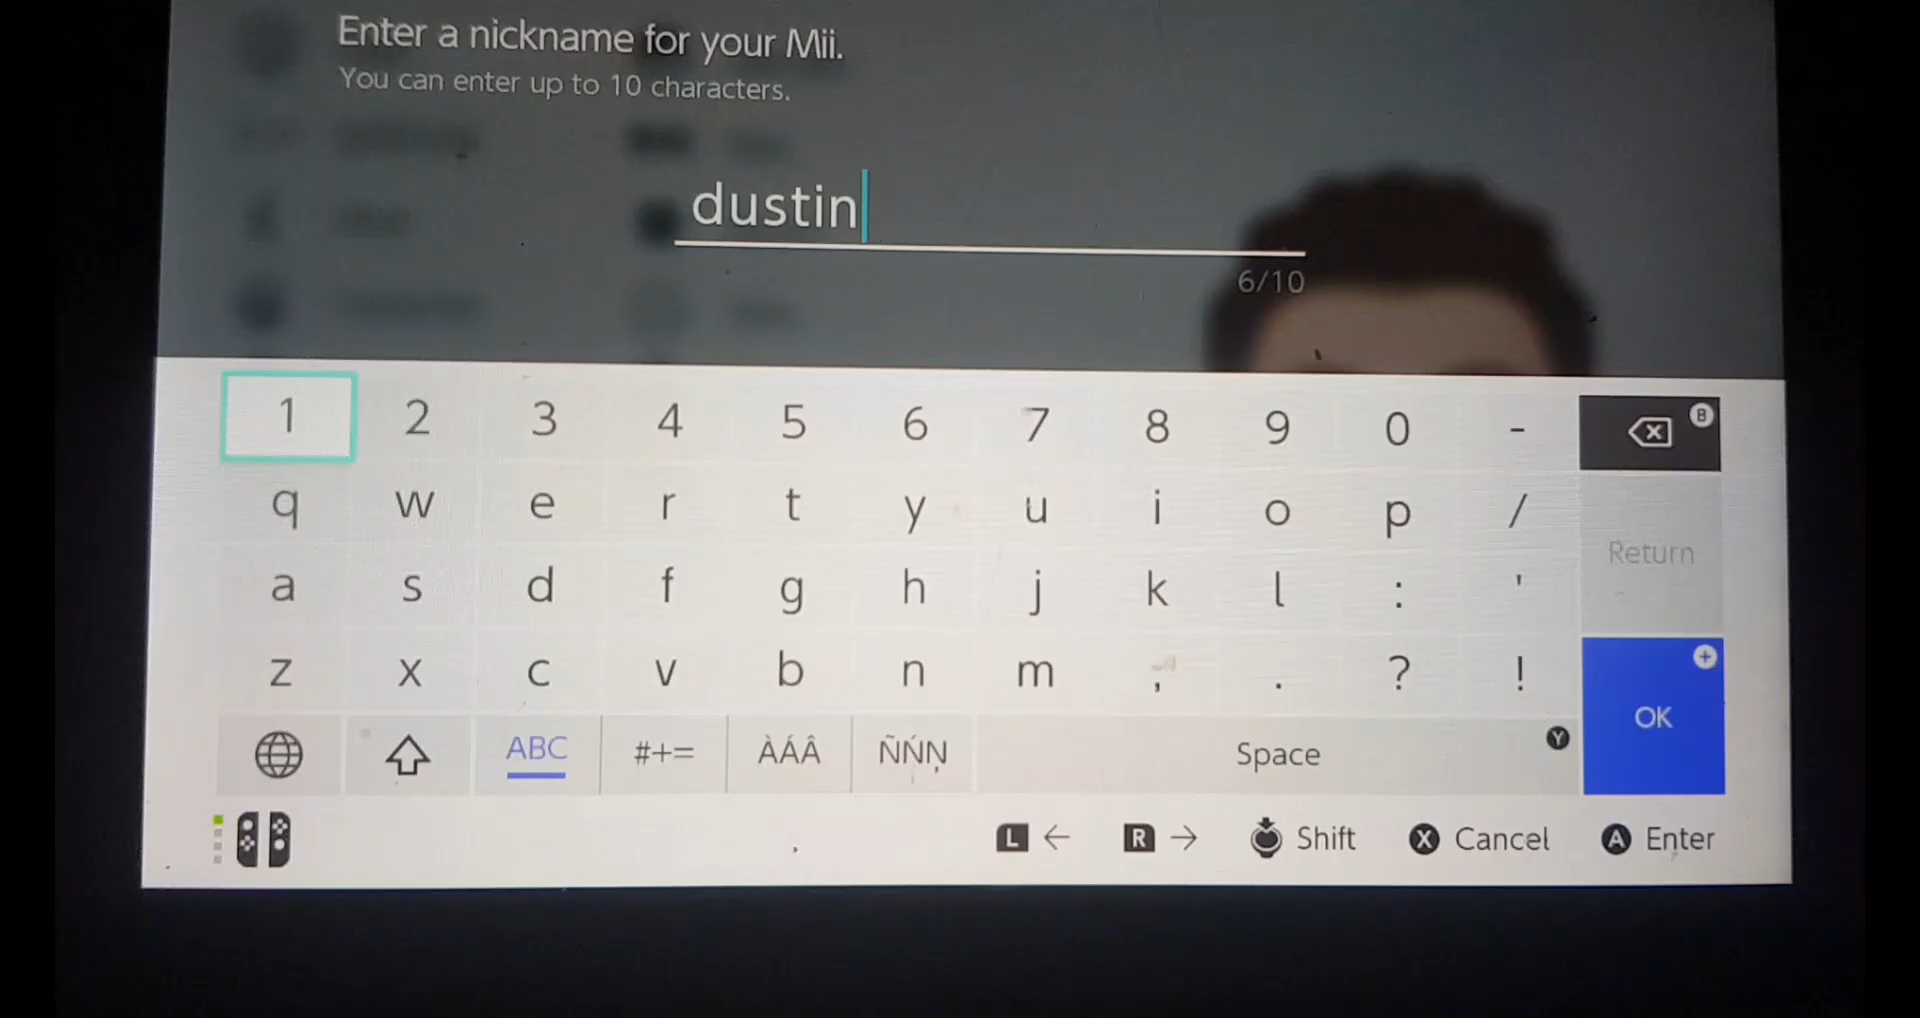 Enter a nickname for your Mii.
You can enter up to 10 characters.
dustin
6/10
1 2 3 4 5 6 7 8 9 0 - B
q w e r t y u i o p / Return
a s d f g h j k l : '
z x c v b n m , . ? ! + OK
ABC #+= ÀÁÂ ÑŃŅ Space Y
L ← R → Shift X Cancel A Enter